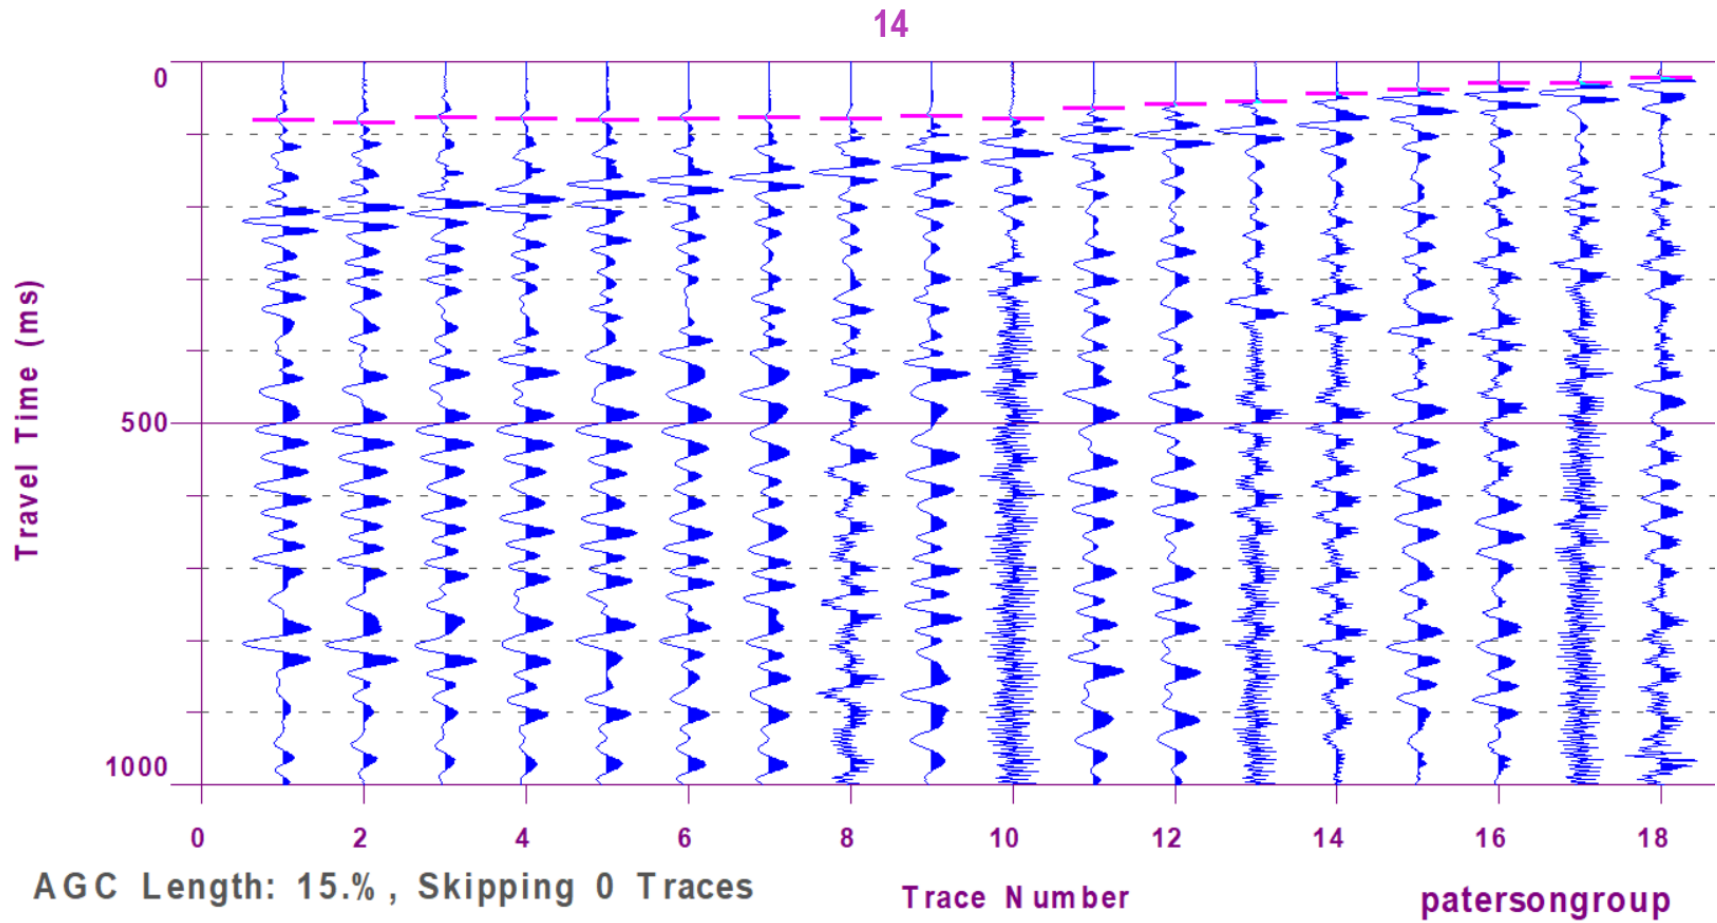 14
0
500
1000
Travel Time (ms)
0 2 4 6 8 10 12 14 16 18
AGC Length: 15.%, Skipping 0 Traces
Trace Number
patersongroup